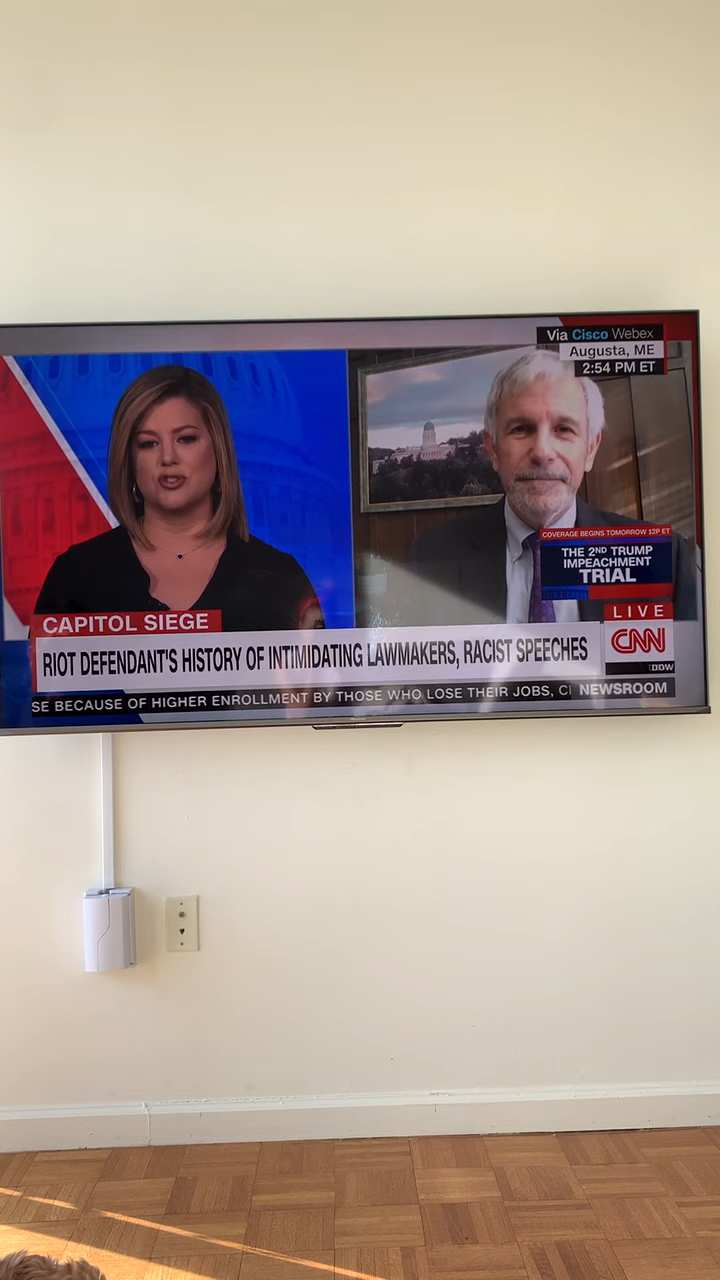 Via Cisco Webex
Augusta, ME
2:54 PM ET
COVERAGE BEGINS TOMORROW 12P ET
THE 2ND TRUMP
IMPEACHMENT
TRIAL
CAPITOL SIEGE
LIVE
RIOT DEFENDANT'S HISTORY OF INTIMIDATING LAWMAKERS, RACIST SPEECHES
CNN
SE BECAUSE OF HIGHER ENROLLMENT BY THOSE WHO LOSE THEIR JOBS, CI
NEWSROOM